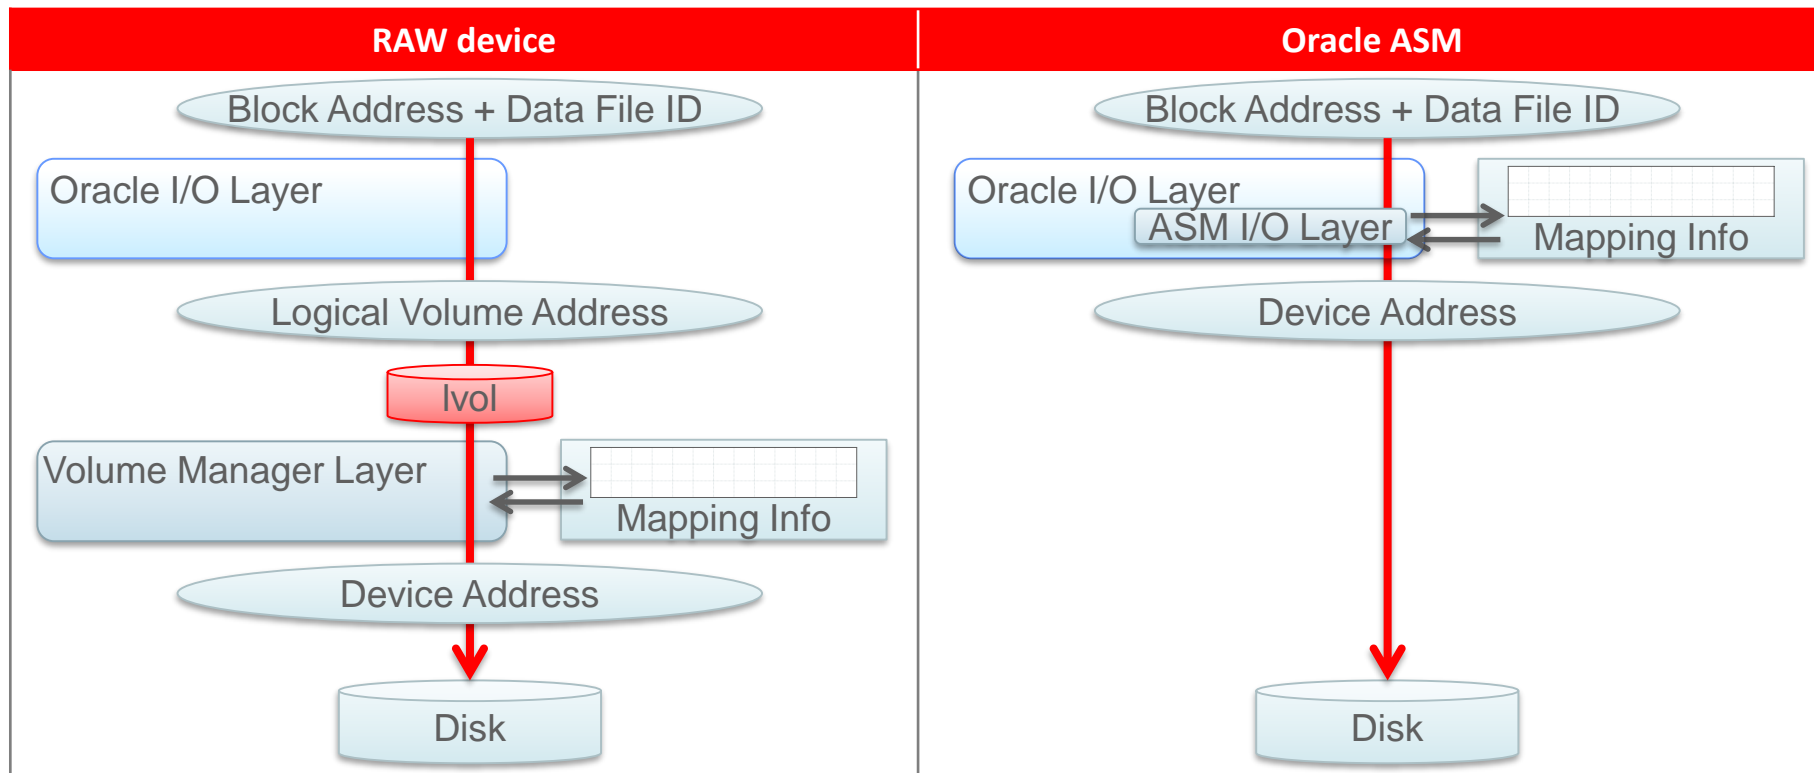 RAW device
Block Address + Data File ID
Oracle I/O Layer
Logical Volume Address
lvol
Volume Manager Layer
Mapping Info
Device Address
Disk
Oracle ASM
Block Address + Data File ID
Oracle I/O Layer
ASM I/O Layer
Mapping Info
Device Address
Disk